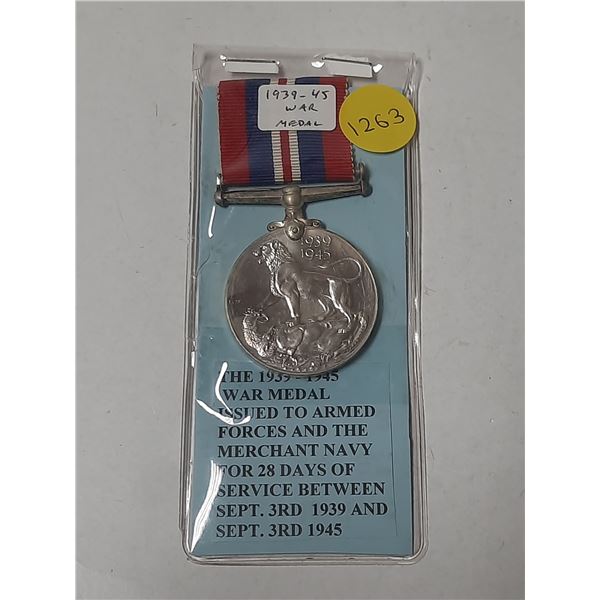 1939-45
WAR
MEDAL
1263
1939
1945
THE 1939 - 1945
WAR MEDAL
ISSUED TO ARMED
FORCES AND THE
MERCHANT NAVY
FOR 28 DAYS OF
SERVICE BETWEEN
SEPT. 3RD 1939 AND
SEPT. 3RD 1945